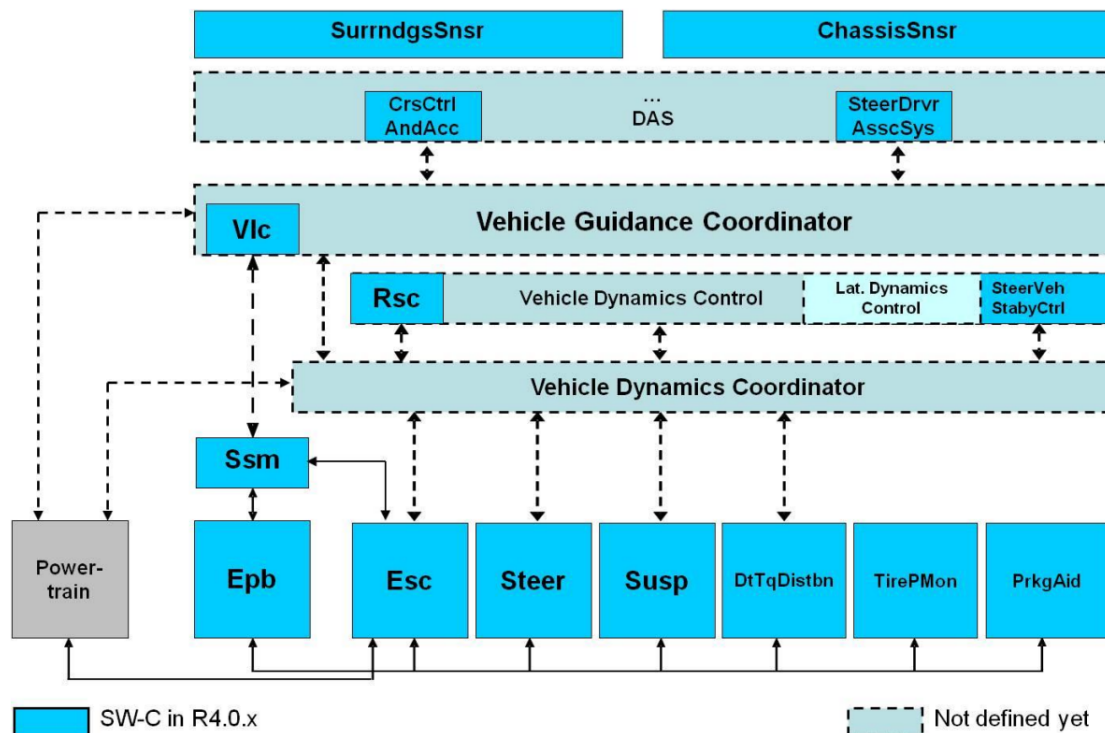 SurrndgsSnsr
ChassisSnsr
CrsCtrl
AndAcc
...
DAS
SteerDrvr
AsscSys
Vlc
Vehicle Guidance Coordinator
Rsc
Vehicle Dynamics Control
Lat. Dynamics
Control
SteerVeh
StabyCtrl
Vehicle Dynamics Coordinator
Ssm
Power-
train
Epb
Esc
Steer
Susp
DtTqDistbn
TirePMon
PrkgAid
SW-C in R4.0.x
Not defined yet